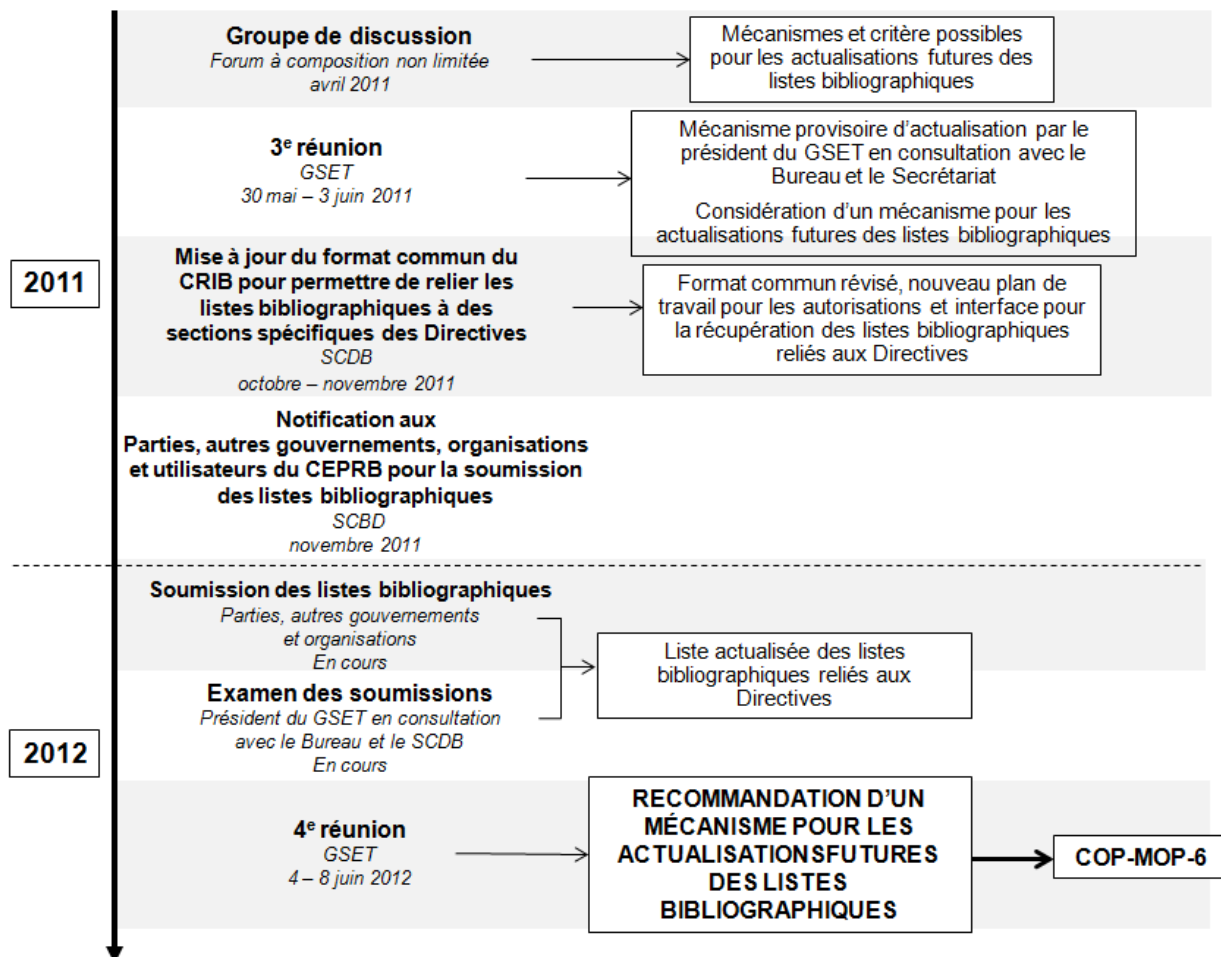 Groupe de discussion
Forum à composition non limitée
avril 2011
Mécanismes et critère possibles
pour les actualisations futures des
listes bibliographiques
3e réunion
GSET
30 mai – 3 juin 2011
Mécanisme provisoire d'actualisation par le
président du GSET en consultation avec le
Bureau et le Secrétariat
Considération d'un mécanisme pour les
actualisations futures des listes bibliographiques
2011
Mise à jour du format commun du
CRIB pour permettre de relier les
listes bibliographiques à des
sections spécifiques des Directives
SCDB
octobre – novembre 2011
Format commun révisé, nouveau plan de
travail pour les autorisations et interface pour
la récupération des listes bibliographiques
reliés aux Directives
Notification aux
Parties, autres gouvernements, organisations
et utilisateurs du CEPRB pour la soumission
des listes bibliographiques
SCBD
novembre 2011
Soumission des listes bibliographiques
Parties, autres gouvernements
et organisations
En cours
Liste actualisée des listes
bibliographiques reliés aux
Directives
Examen des soumissions
Président du GSET en consultation
avec le Bureau et le SCDB
En cours
2012
4e réunion
GSET
4 – 8 juin 2012
RECOMMANDATION D'UN
MÉCANISME POUR LES
ACTUALISATIONSFUTURES
DES LISTES
BIBLIOGRAPHIQUES
COP-MOP-6